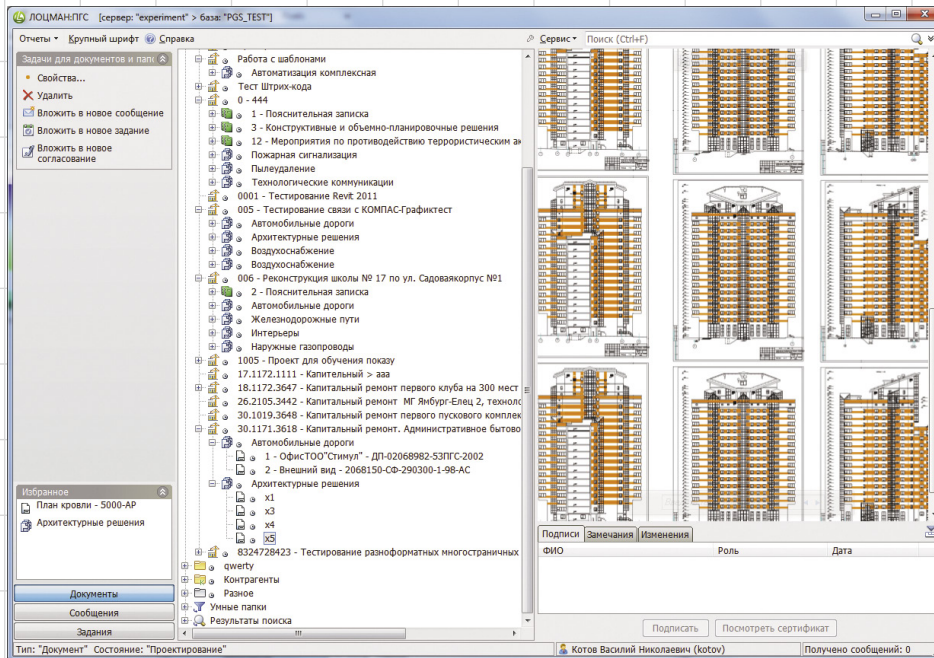 ЛОЦМАН:ПГС [сервер: "experiment" > база: "PGS_TEST"]
Отчеты Крупный шрифт Справка
Сервис Поиск (Ctrl+F)
Задачи для документов и папк
Свойства...
Удалить
Вложить в новое сообщение
Вложить в новое задание
Вложить в новое
согласование
Избранное
План кровли - 5000-АР
Архитектурные решения
Документы
Сообщения
Задания
Работа с шаблонами
Автоматизация комплексная
Тест Штрих-кода
0 - 444
1 - Пояснительная записка
3 - Конструктивные и объемно-планировочные решения
12 - Мероприятия по противодействию террористическим ак
Пожарная сигнализация
Пылеудаление
Технологические коммуникации
0001 - Тестирование Revit 2011
005 - Тестирование связи с КОМПАС-Графиктест
Автомобильные дороги
Архитектурные решения
Воздухоснабжение
Воздухоснабжение
006 - Реконструкция школы № 17 по ул. Садоваякорпус №1
2 - Пояснительная записка
Автомобильные дороги
Железнодорожные пути
Интерьеры
Наружные газопроводы
1005 - Проект для обучения показу
17.1172.1111 - Капительный > ааа
18.1172.3647 - Капитальный ремонт первого клуба на 300 мест
26.2105.3442 - Капитальный ремонт МГ Ямбург-Елец 2, техноло
30.1019.3648 - Капитальный ремонт первого пускового комплек
30.1171.3618 - Капитальный ремонт. Административное бытово
Автомобильные дороги
1 - ОфисТОО"Стимул" - ДП-02068982-53ПГС-2002
2 - Внешний вид - 2068150-СФ-290300-1-98-АС
Архитектурные решения
x1
x3
x4
x5
8324728423 - Тестирование разноформатных многостраничных
qwerty
Контрагенты
Разное
Умные папки
Результаты поиска
Подписи Замечания Изменения
ФИО Роль Дата
Подписать Посмотреть сертификат
Тип: "Документ" Состояние: "Проектирование"
Котов Василий Николаевич (kotov)
Получено сообщений: 0